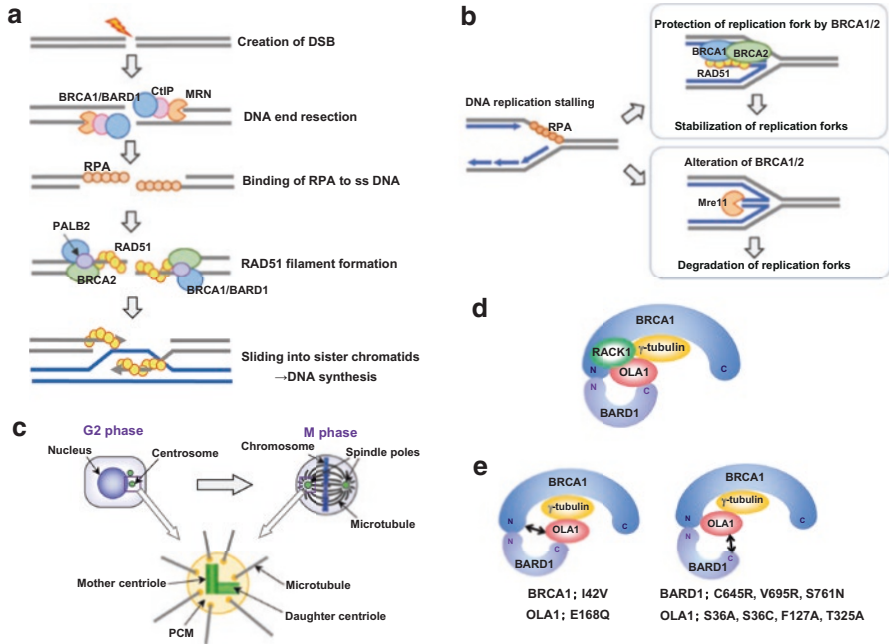 a
Creation of DSB
BRCA1/BARD1
CtIP
MRN
DNA end resection
RPA
Binding of RPA to ss DNA
PALB2
RAD51
BRCA2
BRCA1/BARD1
RAD51 filament formation
Sliding into sister chromatids
→DNA synthesis
b
DNA replication stalling
RPA
Protection of replication fork by BRCA1/2
BRCA1
BRCA2
RAD51
Stabilization of replication forks
Alteration of BRCA1/2
Mre11
Degradation of replication forks
c
G2 phase
M phase
Nucleus
Centrosome
Chromosome
Spindle poles
Microtubule
Mother centriole
Microtubule
Daughter centriole
PCM
d
BRCA1
RACK1
γ-tubulin
OLA1
N
C
N
C
BARD1
e
BRCA1
γ-tubulin
OLA1
N
C
N
C
BARD1
BRCA1; I42V
OLA1; E168Q
BRCA1
γ-tubulin
OLA1
N
C
N
C
BARD1
BARD1; C645R, V695R, S761N
OLA1; S36A, S36C, F127A, T325A